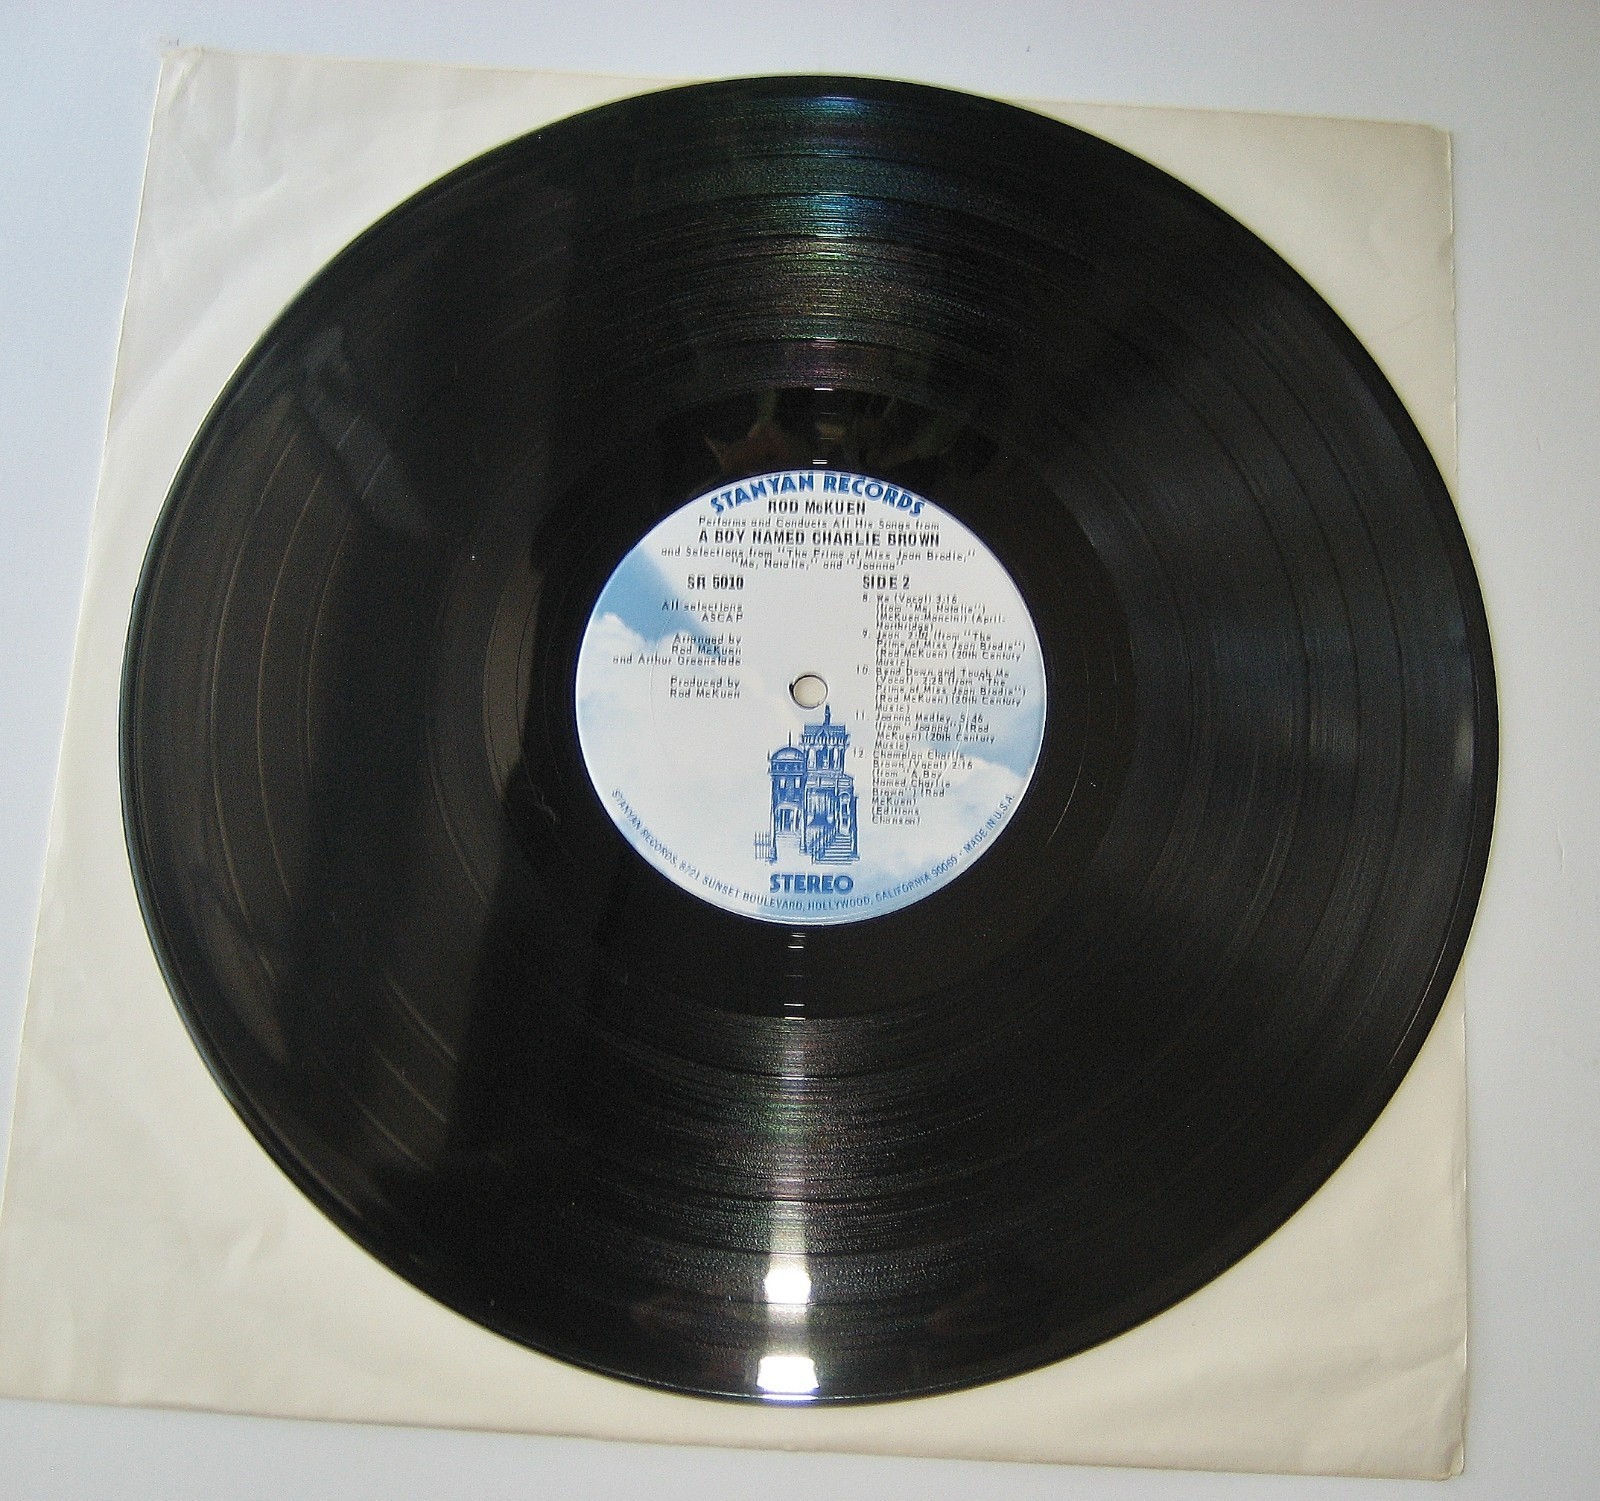 STANYAN RECORDS
ROD McKUEN
Performs and Conducts All His Songs from
A BOY NAMED CHARLIE BROWN
and Selections from "The Prime of Miss Jean Brodie,"
"Me, Natalie," and "Joanna"
SR 5010
SIDE 2
All selections
ASCAP
Arranged by
Rod McKuen
and Arthur Greenslade
Produced by
Rod McKuen
8. We (Vocal) 3:16
(from "Me, Natalie")
(McKuen-Mancini) (April-
Northridge)
9. Jean 2:02 (from "The
Prime of Miss Jean Brodie")
(Rod McKuen) (20th Century
Music)
10. Bend Down and Touch Me
(Vocal) 2:28 (from "The
Prime of Miss Jean Brodie")
(Rod McKuen) (20th Century
Music)
11. Joanna Medley 5:46
(from "Joanna") (Rod
McKuen) (20th Century
Music)
12. Champion Charlie
Brown (Vocal) 2:16
(from "A Boy
Named Charlie
Brown") (Rod
McKuen)
(Editions
Chanson)
STEREO
STANYAN RECORDS, 8721 SUNSET BOULEVARD, HOLLYWOOD, CALIFORNIA 90069 · MADE IN U.S.A.